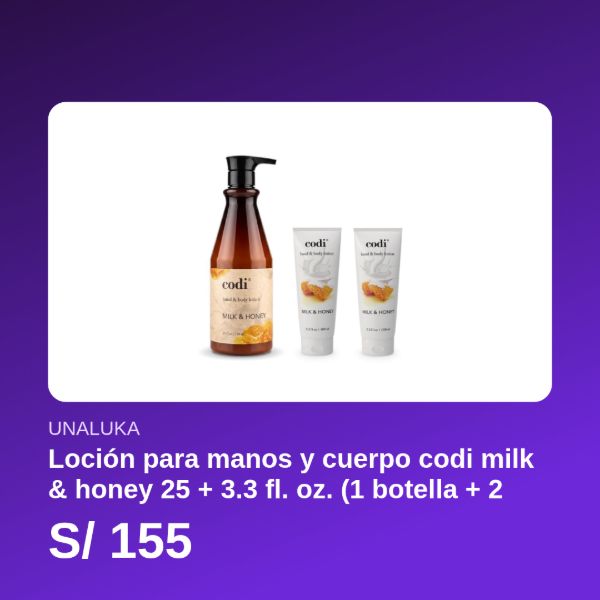 codi®
hand & body lotion
MILK & HONEY
codi®
hand & body lotion
MILK & HONEY
codi®
hand & body lotion
MILK & HONEY
UNALUKA
Loción para manos y cuerpo codi milk
& honey 25 + 3.3 fl. oz. (1 botella + 2
S/ 155